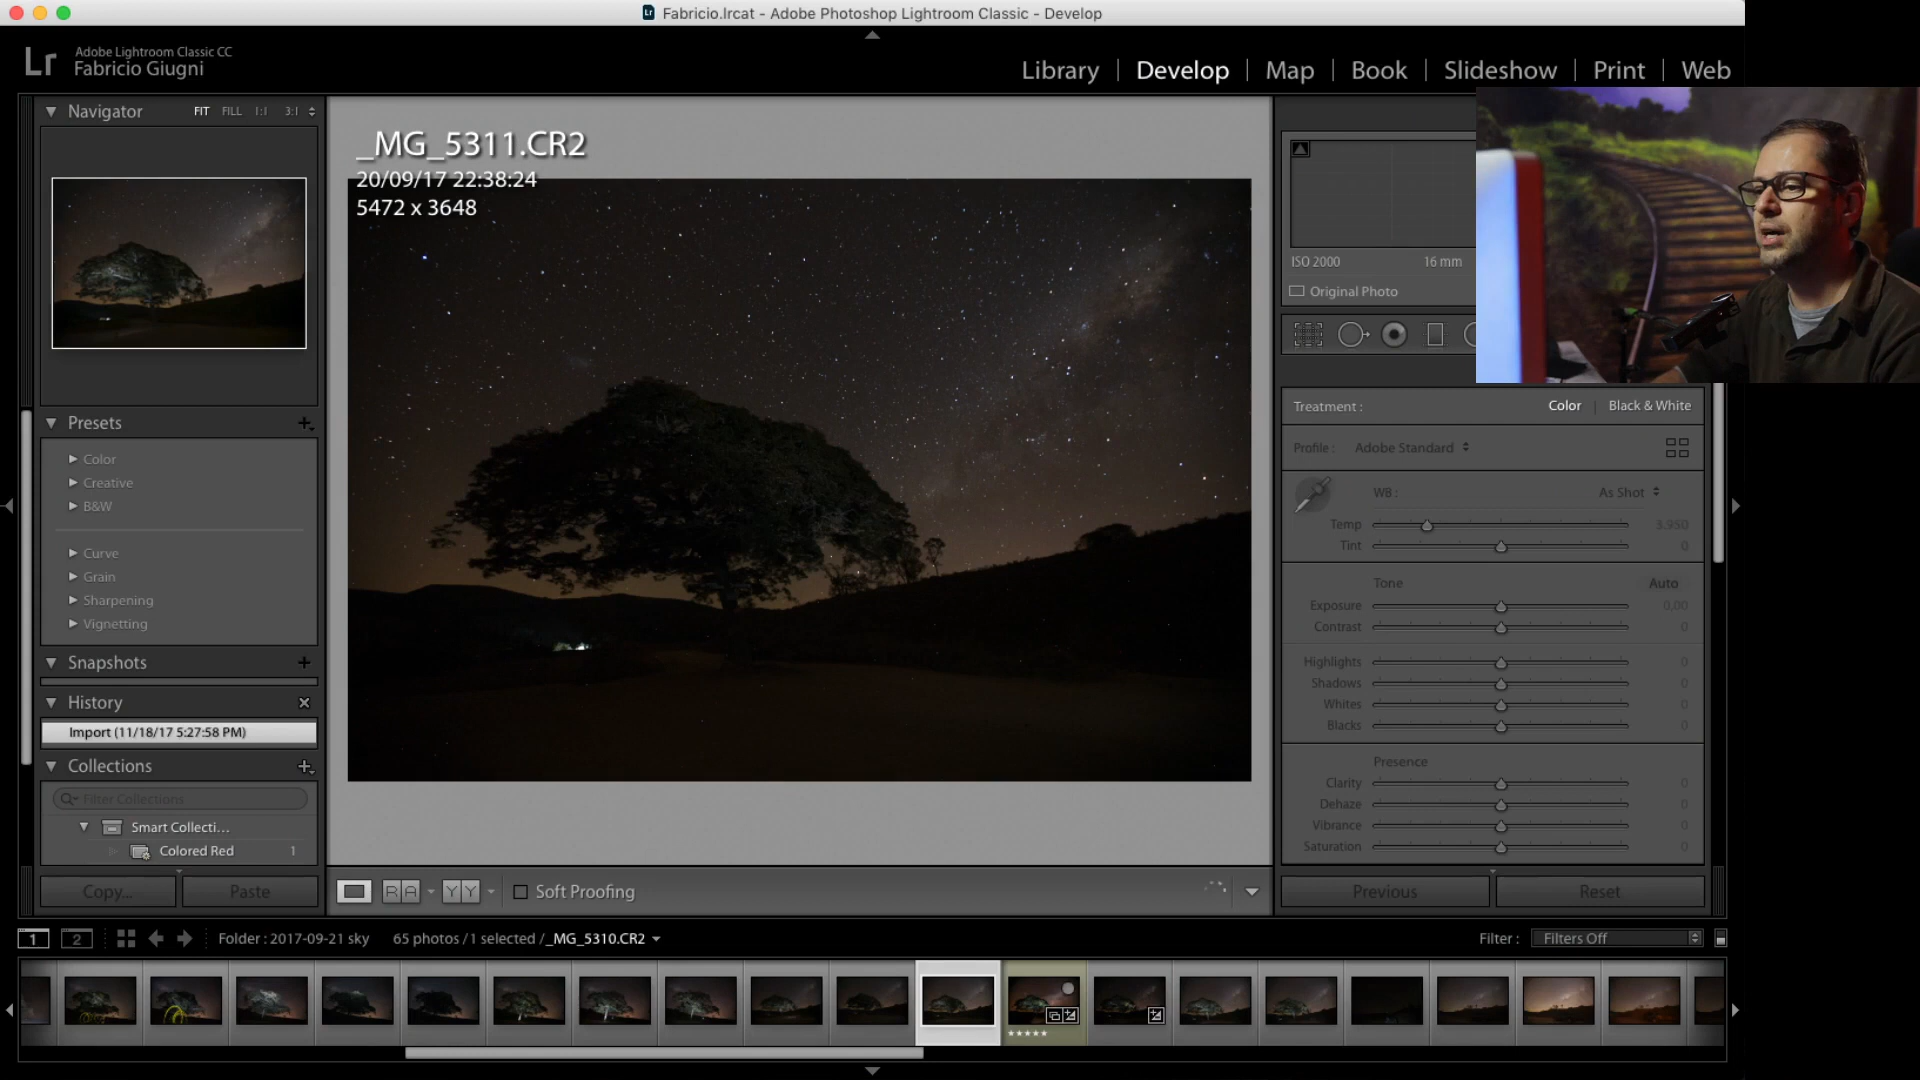 Fabricio.lrcat - Adobe Photoshop Lightroom Classic - Develop
Lr
Adobe Lightroom Classic CC
Fabricio Giugni
Library | Develop | Map | Book | Slideshow | Print | Web
Navigator FIT FILL 1:1 3:1
_MG_5311.CR2
20/09/17 22:38:24
5472 x 3648
ISO 2000 16 mm
Original Photo
Presets
Color
Creative
B&W
Curve
Grain
Sharpening
Vignetting
Snapshots
History
Import (11/18/17 5:27:58 PM)
Collections
Filter Collections
Smart Collecti...
Colored Red 1
Copy... Paste
R A Y Y Soft Proofing
Treatment : Color | Black & White
Profile : Adobe Standard
WB : As Shot
Temp 3.950
Tint 0
Tone Auto
Exposure 0,00
Contrast 0
Highlights 0
Shadows 0
Whites 0
Blacks 0
Presence
Clarity 0
Dehaze 0
Vibrance 0
Saturation 0
Previous Reset
1 2 Folder : 2017-09-21 sky 65 photos /1 selected /_MG_5310.CR2 Filter : Filters Off